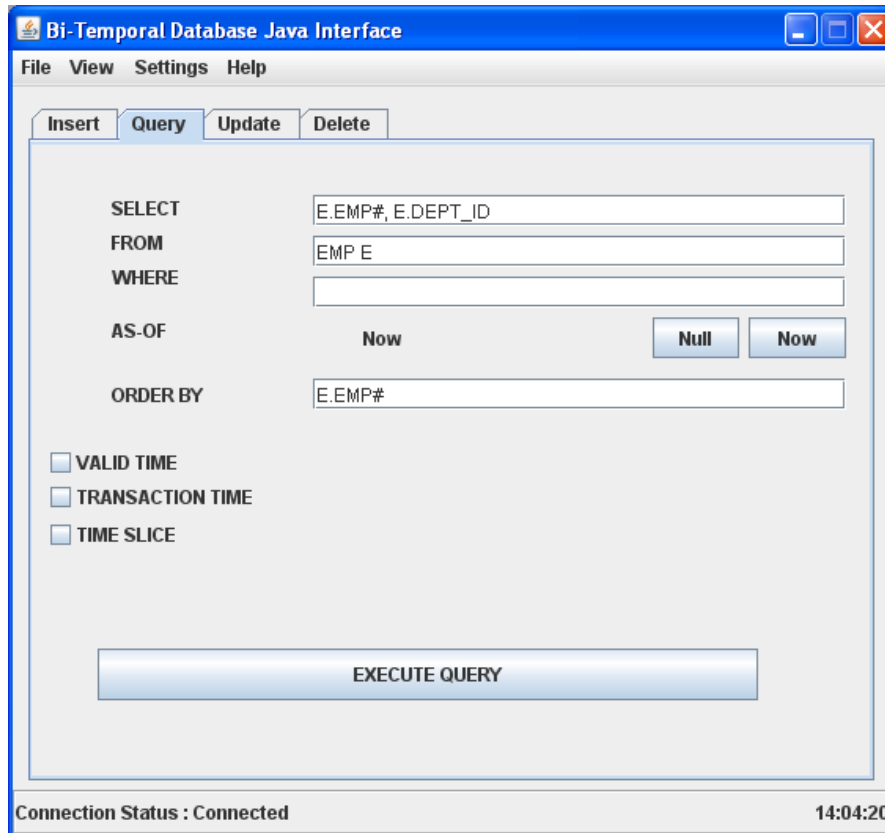 Bi-Temporal Database Java Interface
File View Settings Help
Insert Query Update Delete
SELECT E.EMP#, E.DEPT_ID
FROM EMP E
WHERE
AS-OF Now Null Now
ORDER BY E.EMP#
VALID TIME
TRANSACTION TIME
TIME SLICE
EXECUTE QUERY
Connection Status : Connected 14:04:20